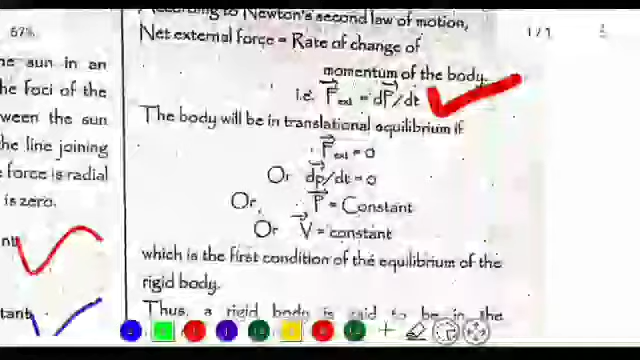 67%
1 / 1
According to Newton's second law of motion,
Net external force = Rate of change of
momentum of the body.
i.e. F⃗ext = dP⃗/dt
The body will be in translational equilibrium if
F⃗ext = 0
Or dp⃗/dt = 0
Or, P⃗ = Constant
Or V⃗ = constant
which is the first condition of the equilibrium of the
rigid body.
Thus, a rigid body is said to be in the
he sun in an
he foci of the
ween the sun
he line joining
e force is radial
is zero.